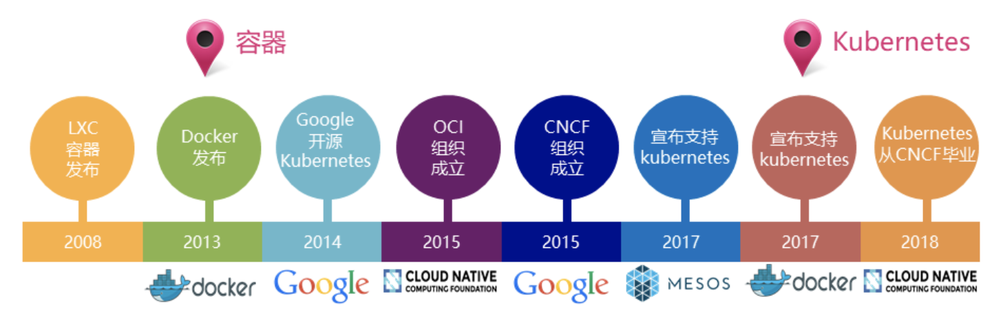 容器
Kubernetes
LXC
容器
发布
Docker
发布
Google
开源
Kubernetes
OCI
组织
成立
CNCF
组织
成立
宣布支持
kubernetes
宣布支持
kubernetes
Kubernetes
从CNCF毕业
2008
2013
2014
2015
2015
2017
2017
2018
docker
Google
CLOUD NATIVE
COMPUTING FOUNDATION
Google
MESOS
docker
CLOUD NATIVE
COMPUTING FOUNDATION